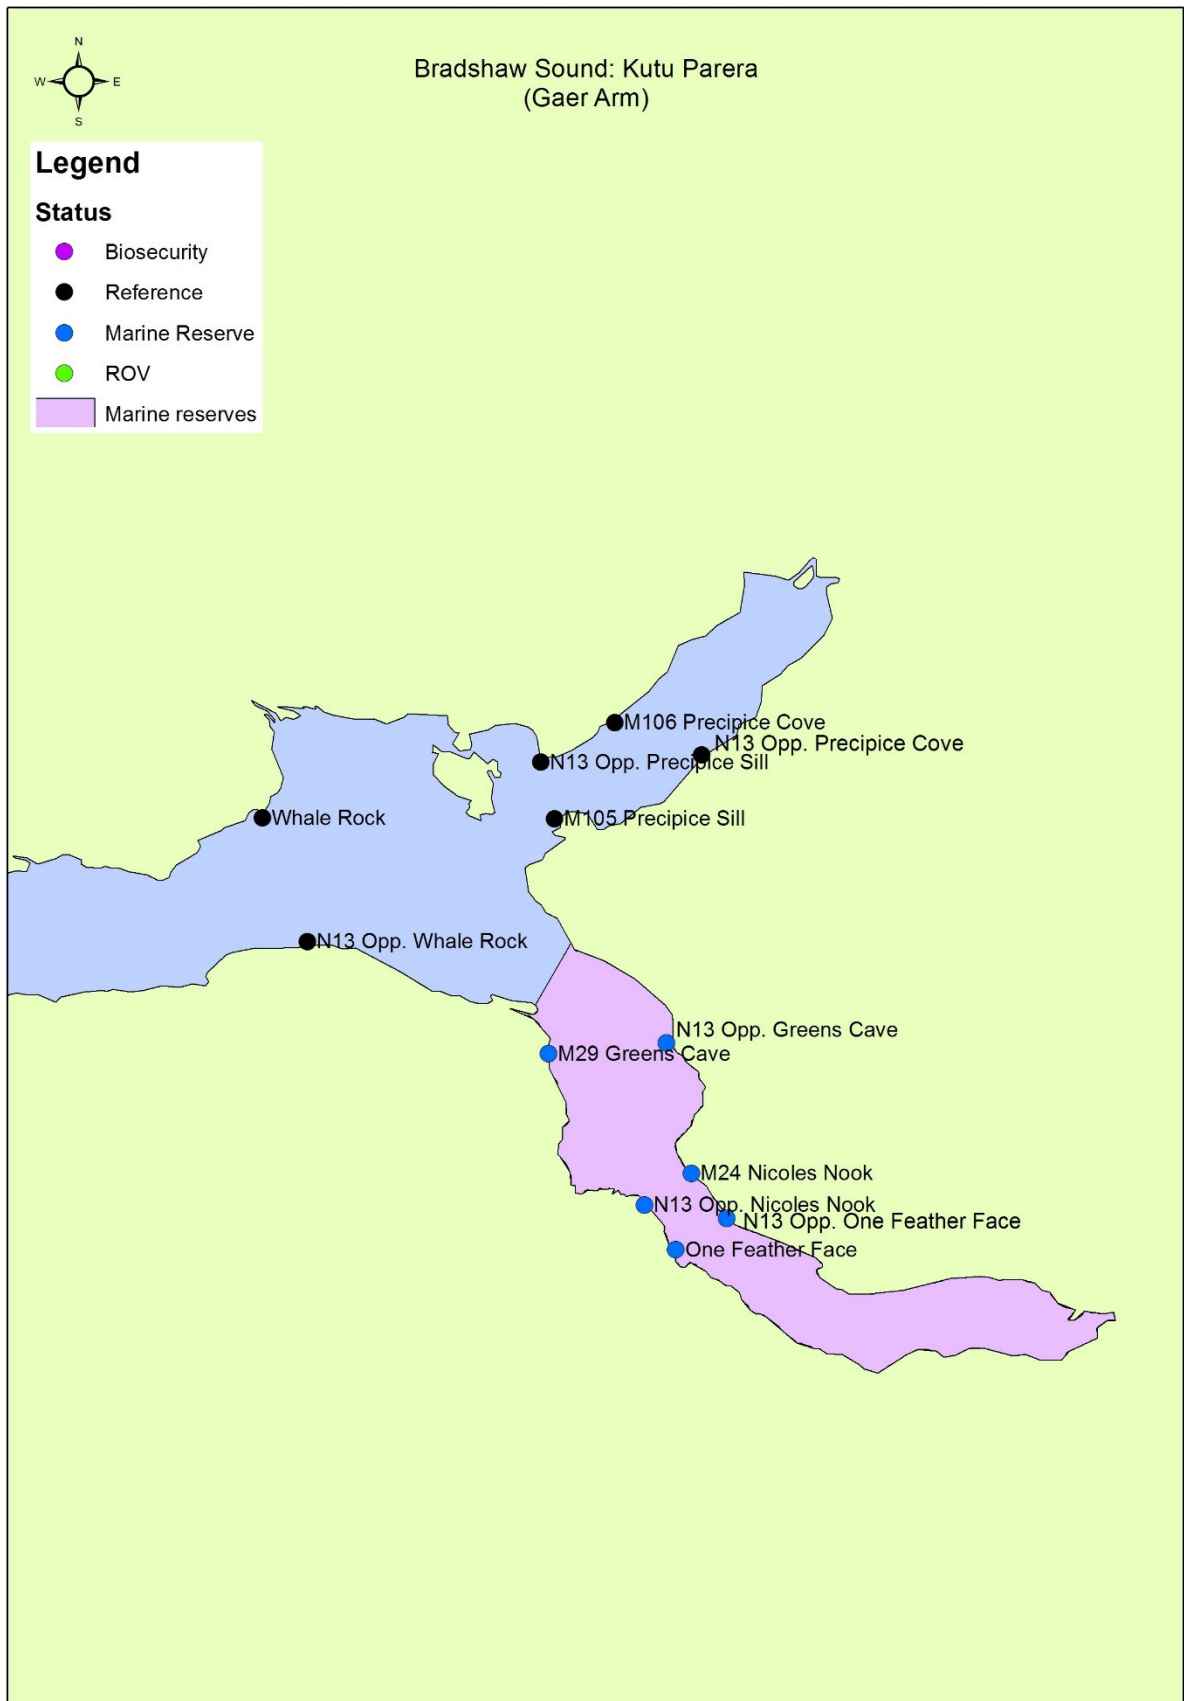 N
W E
S
Bradshaw Sound: Kutu Parera
(Gaer Arm)
Legend
Status
Biosecurity
Reference
Marine Reserve
ROV
Marine reserves
M106 Precipice Cove
N13 Opp. Precipice Cove
N13 Opp. Precipice Sill
Whale Rock
M105 Precipice Sill
N13 Opp. Whale Rock
N13 Opp. Greens Cave
M29 Greens Cave
M24 Nicoles Nook
N13 Opp. Nicoles Nook
N13 Opp. One Feather Face
One Feather Face